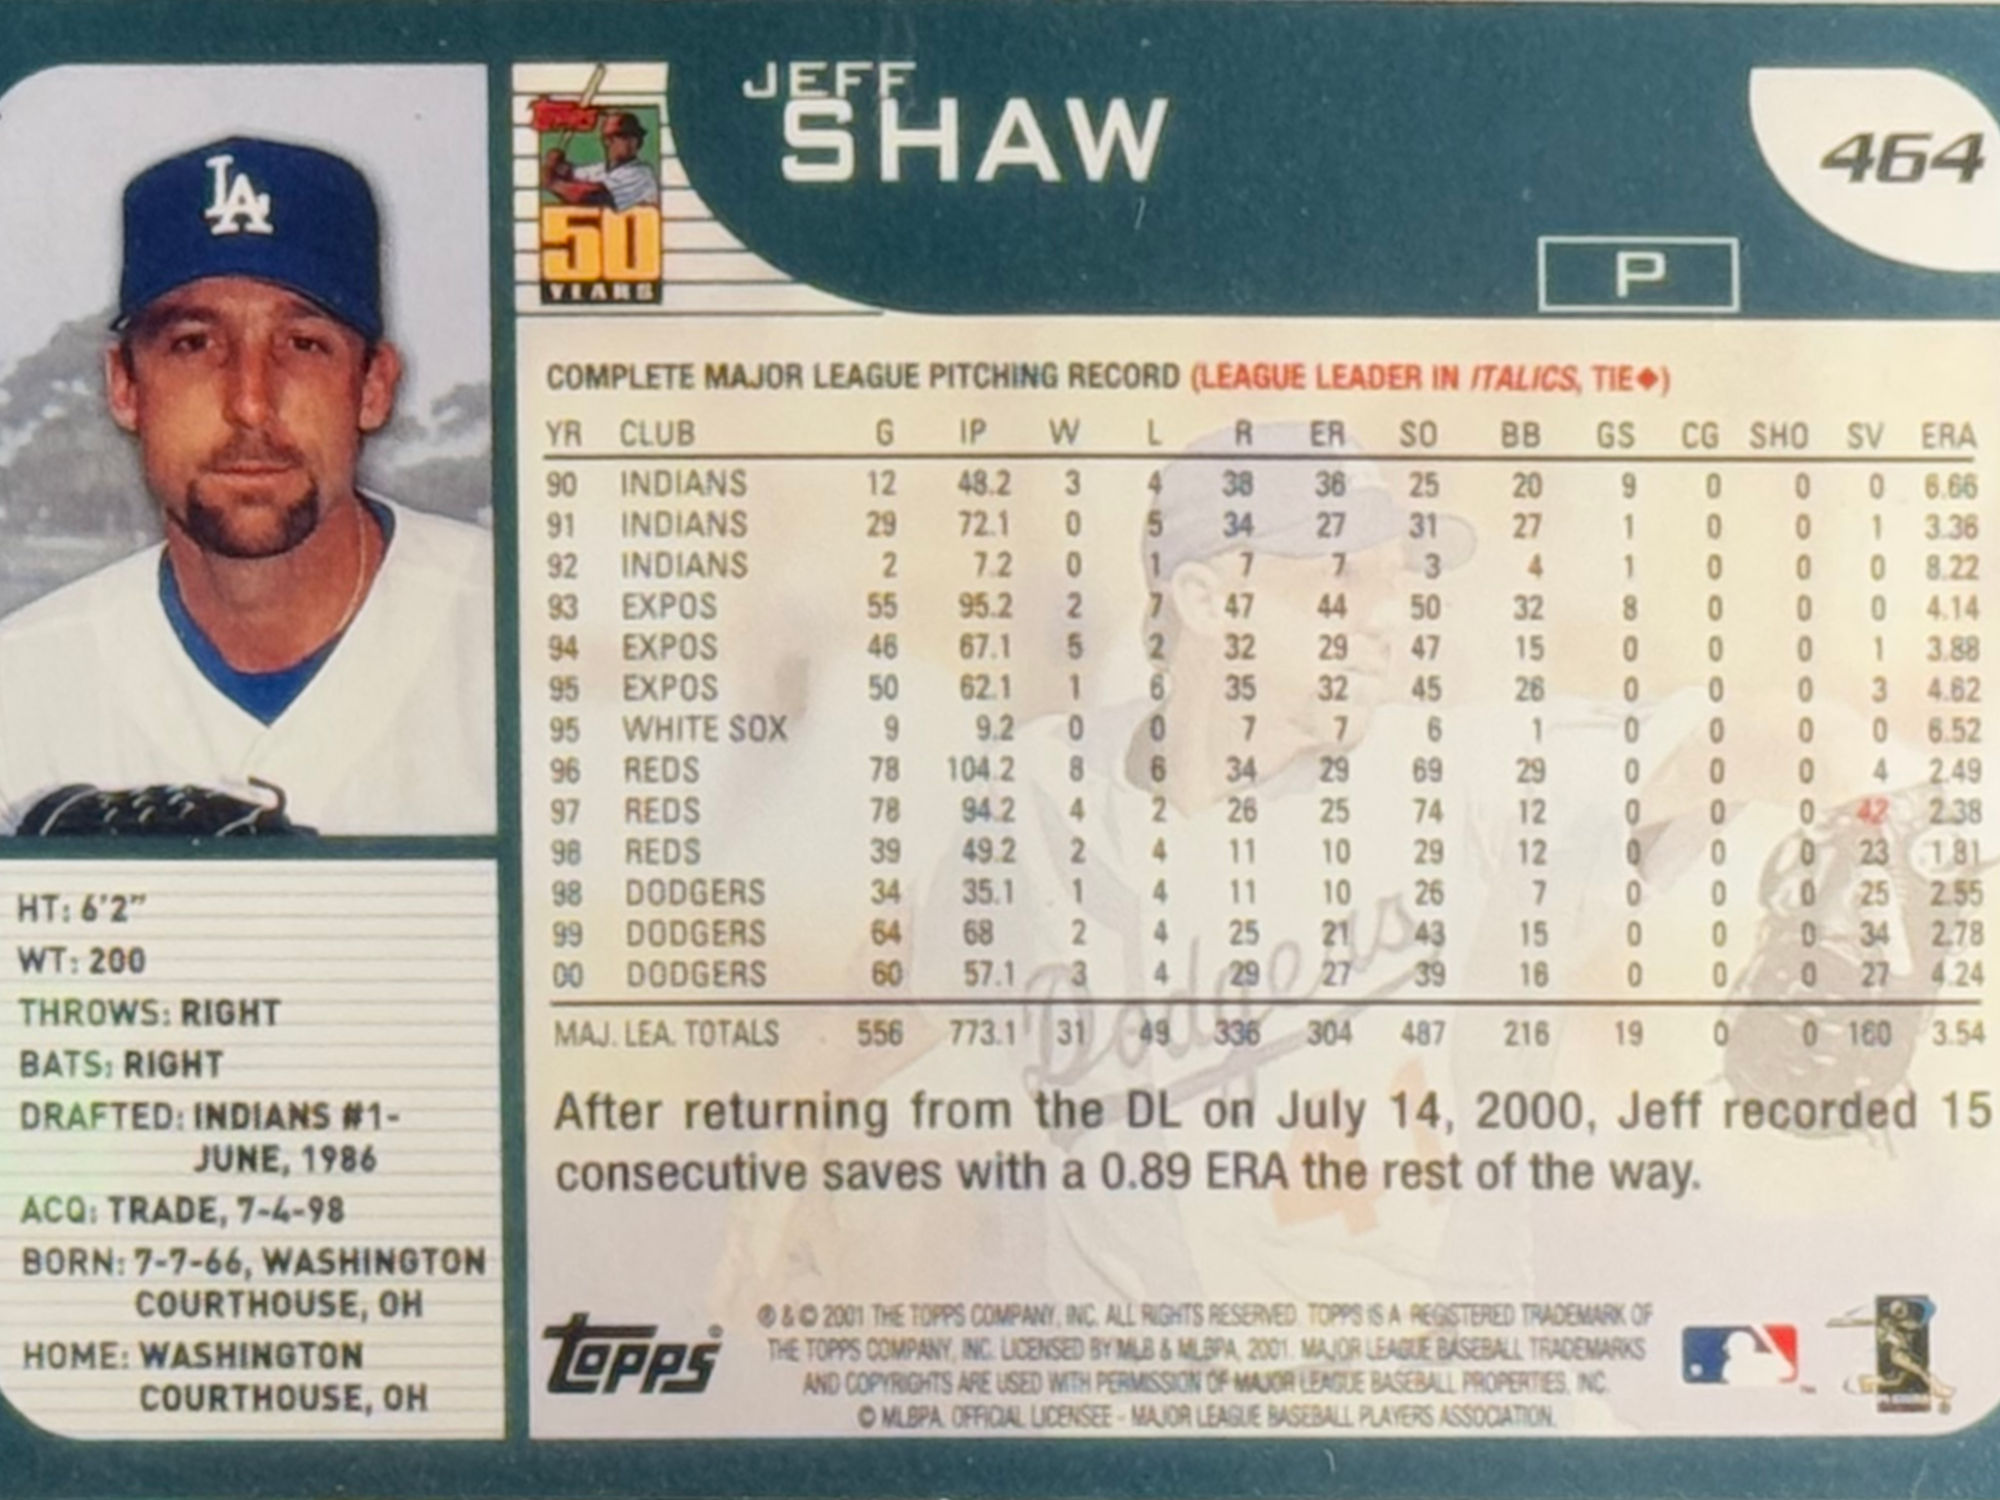 LA
Topps
50
YEARS
JEFF
SHAW
464
P
COMPLETE MAJOR LEAGUE PITCHING RECORD (LEAGUE LEADER IN ITALICS, TIE◆)
YR CLUB G IP W L R ER SO BB GS CG SHO SV ERA
90 INDIANS 12 48.2 3 4 38 36 25 20 9 0 0 0 6.66
91 INDIANS 29 72.1 0 5 34 27 31 27 1 0 0 1 3.36
92 INDIANS 2 7.2 0 1 7 7 3 4 1 0 0 0 8.22
93 EXPOS 55 95.2 2 7 47 44 50 32 8 0 0 0 4.14
94 EXPOS 46 67.1 5 2 32 29 47 15 0 0 0 1 3.88
95 EXPOS 50 62.1 1 6 35 32 45 26 0 0 0 3 4.62
95 WHITE SOX 9 9.2 0 0 7 7 6 1 0 0 0 0 6.52
96 REDS 78 104.2 8 6 34 29 69 29 0 0 0 4 2.49
97 REDS 78 94.2 4 2 26 25 74 12 0 0 0 42 2.38
98 REDS 39 49.2 2 4 11 10 29 12 0 0 0 23 1.81
98 DODGERS 34 35.1 1 4 11 10 26 7 0 0 0 25 2.55
99 DODGERS 64 68 2 4 25 21 43 15 0 0 0 34 2.78
00 DODGERS 60 57.1 3 4 29 27 39 16 0 0 0 27 4.24
MAJ. LEA. TOTALS 556 773.1 31 49 336 304 487 216 19 0 0 160 3.54
Dodgers
41
After returning from the DL on July 14, 2000, Jeff recorded 15
consecutive saves with a 0.89 ERA the rest of the way.
HT: 6'2"
WT: 200
THROWS: RIGHT
BATS: RIGHT
DRAFTED: INDIANS #1-
JUNE, 1986
ACQ: TRADE, 7-4-98
BORN: 7-7-66, WASHINGTON
COURTHOUSE, OH
HOME: WASHINGTON
COURTHOUSE, OH
Topps®
® & © 2001 THE TOPPS COMPANY, INC. ALL RIGHTS RESERVED. TOPPS IS A REGISTERED TRADEMARK OF
THE TOPPS COMPANY, INC. LICENSED BY MLB & MLBPA, 2001. MAJOR LEAGUE BASEBALL TRADEMARKS
AND COPYRIGHTS ARE USED WITH PERMISSION OF MAJOR LEAGUE BASEBALL PROPERTIES, INC.
© MLBPA. OFFICIAL LICENSEE - MAJOR LEAGUE BASEBALL PLAYERS ASSOCIATION.